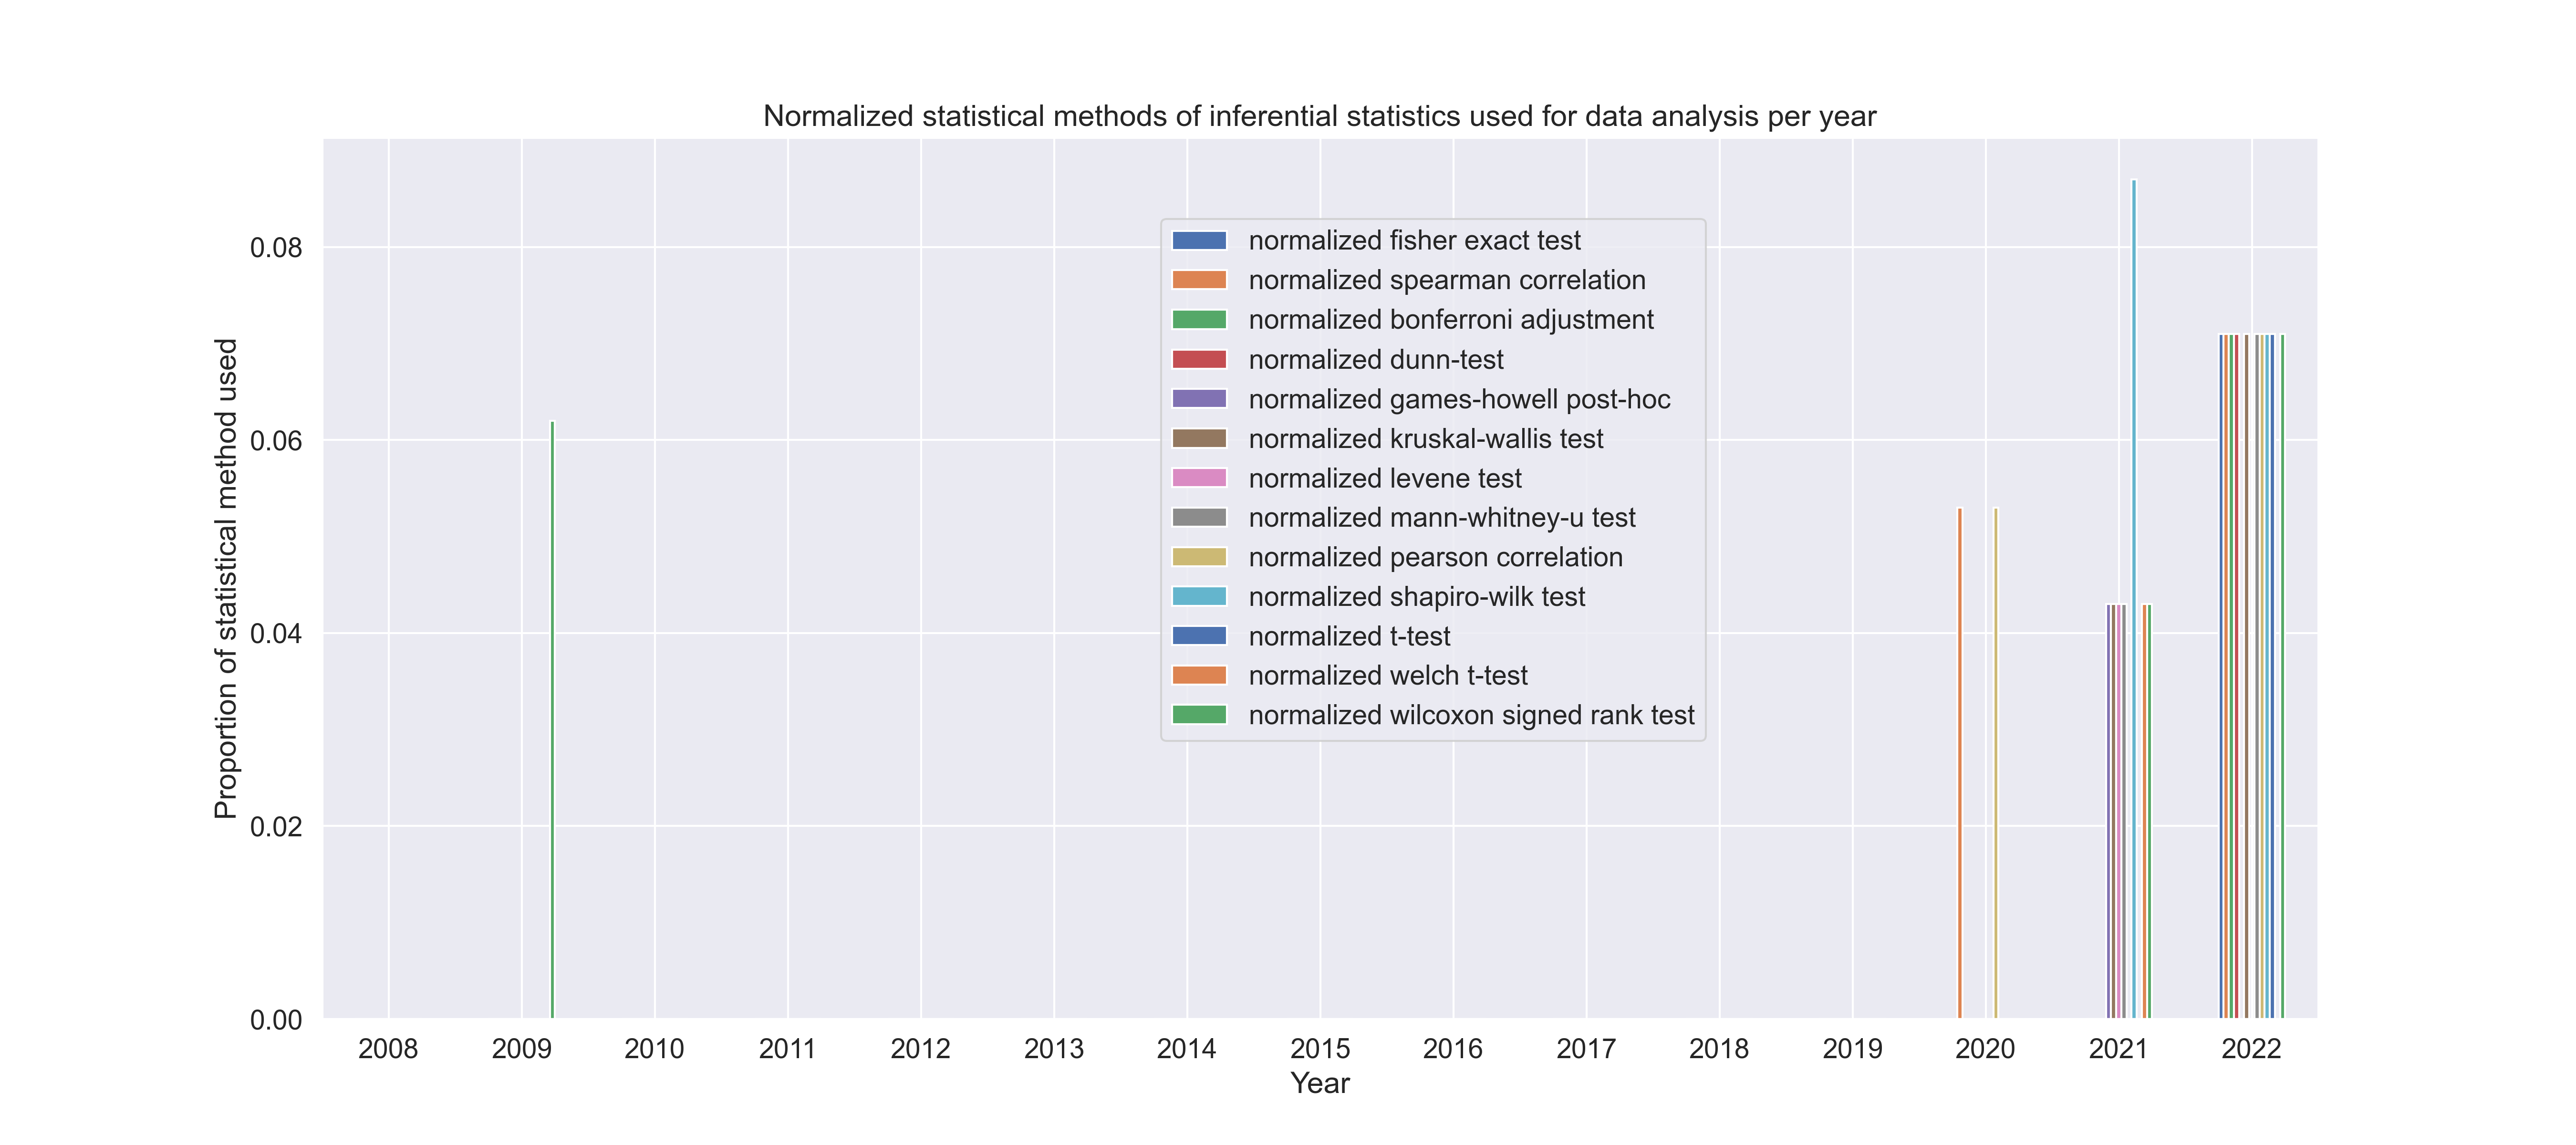 Normalized statistical methods of inferential statistics used for data analysis per year
Proportion of statistical method used
0.08
0.06
0.04
0.02
0.00
normalized fisher exact test
normalized spearman correlation
normalized bonferroni adjustment
normalized dunn-test
normalized games-howell post-hoc
normalized kruskal-wallis test
normalized levene test
normalized mann-whitney-u test
normalized pearson correlation
normalized shapiro-wilk test
normalized t-test
normalized welch t-test
normalized wilcoxon signed rank test
2008 2009 2010 2011 2012 2013 2014 2015 2016 2017 2018 2019 2020 2021 2022
Year